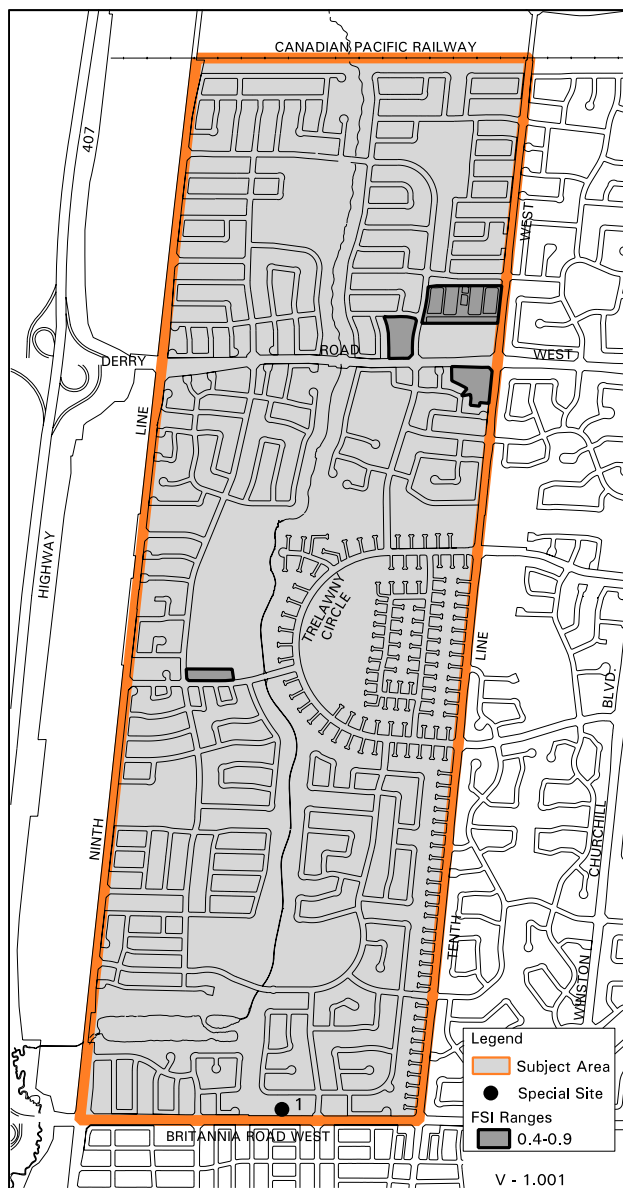 CANADIAN PACIFIC RAILWAY
407
WEST
DERRY
ROAD
WEST
LINE
HIGHWAY
TRELAWNY
CIRCLE
LINE
BLVD.
CHURCHILL
NINTH
TENTH
WINSTON
1
BRITANNIA ROAD WEST
Legend
Subject Area
Special Site
FSI Ranges
0.4-0.9
V - 1.001